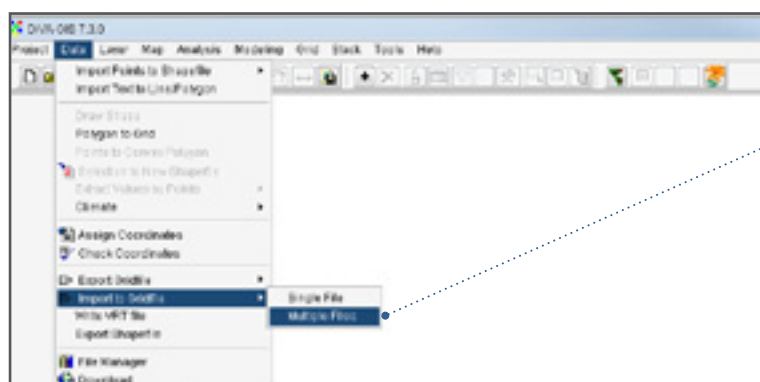 DIVA-GIS 7.3.0
Project Data Layer Map Analysis Modeling Grid Stack Tools Help
Import Points to Shapefile
Import Text to Line/Polygon
Draw Shape
Polygon to Grid
Points to Convex Polygon
Selection to New Shapefile
Extract Values by Points
Climate
Assign Coordinates
Check Coordinates
Export Gridfile
Import to Gridfile
Single File
Write VRT file
Multiple Files
Export Shapefile
File Manager
Download